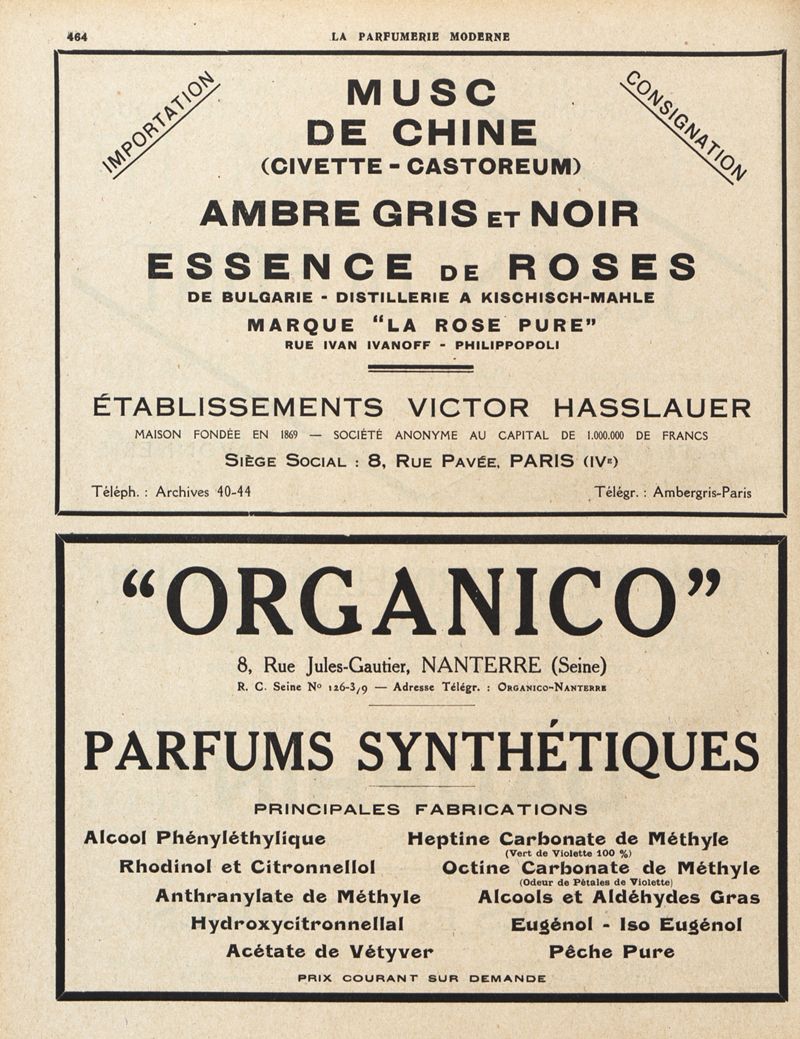 464
LA PARFUMERIE MODERNE
IMPORTATION
CONSIGNATION
MUSC
DE CHINE
(CIVETTE - CASTOREUM)
AMBRE GRIS ET NOIR
ESSENCE DE ROSES
DE BULGARIE - DISTILLERIE A KISCHISCH-MAHLE
MARQUE "LA ROSE PURE"
RUE IVAN IVANOFF - PHILIPPOPOLI
ÉTABLISSEMENTS VICTOR HASSLAUER
MAISON FONDÉE EN 1869 — SOCIÉTÉ ANONYME AU CAPITAL DE 1.000.000 DE FRANCS
SIÈGE SOCIAL : 8, RUE PAVÉE, PARIS (IVE)
Téléph. : Archives 40-44
Télégr. : Ambergris-Paris
"ORGANICO"
8, Rue Jules-Gautier, NANTERRE (Seine)
R. C. Seine No 126-3/9 — Adresse Télégr. : ORGANICO-NANTERRE
PARFUMS SYNTHÉTIQUES
PRINCIPALES FABRICATIONS
Alcool Phényléthylique
Rhodinol et Citronnellol
Anthranylate de Méthyle
Hydroxycitronnellal
Acétate de Vétyver
Heptine Carbonate de Méthyle
(Vert de Violette 100 %)
Octine Carbonate de Méthyle
(Odeur de Pétales de Violette)
Alcools et Aldéhydes Gras
Eugénol - Iso Eugénol
Pêche Pure
PRIX COURANT SUR DEMANDE